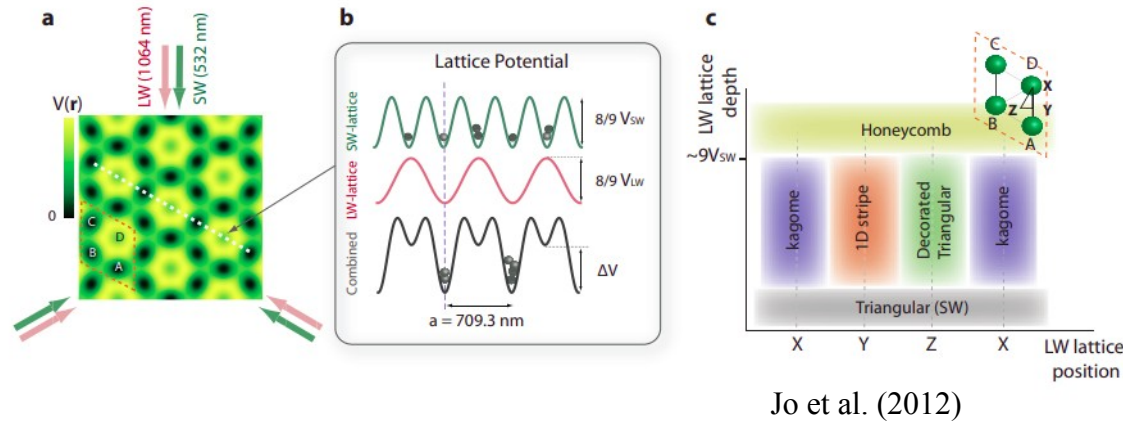 a
LW (1064 nm)
SW (532 nm)
V(r)
0
C
D
B
A
b
Lattice Potential
SW-lattice
8/9 VSW
LW-lattice
8/9 VLW
Combined
ΔV
a = 709.3 nm
c
LW lattice
depth
C
D
X
Z
Y
B
A
Honeycomb
~9VSW
kagome
1D stripe
Decorated
Triangular
kagome
Triangular (SW)
X
Y
Z
X
LW lattice
position
Jo et al. (2012)